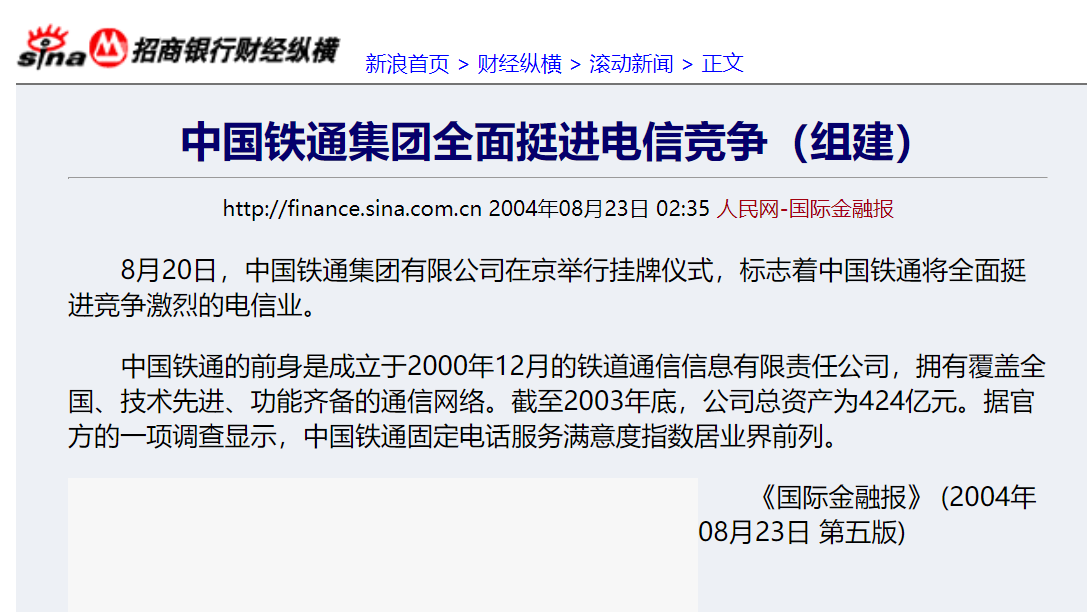 sina 招商银行财经纵横
新浪首页 > 财经纵横 > 滚动新闻 > 正文
中国铁通集团全面挺进电信竞争（组建）
http://finance.sina.com.cn 2004年08月23日 02:35 人民网-国际金融报
8月20日，中国铁通集团有限公司在京举行挂牌仪式，标志着中国铁通将全面挺
进竞争激烈的电信业。
中国铁通的前身是成立于2000年12月的铁道通信信息有限责任公司，拥有覆盖全
国、技术先进、功能齐备的通信网络。截至2003年底，公司总资产为424亿元。据官
方的一项调查显示，中国铁通固定电话服务满意度指数居业界前列。
《国际金融报》 (2004年
08月23日 第五版)